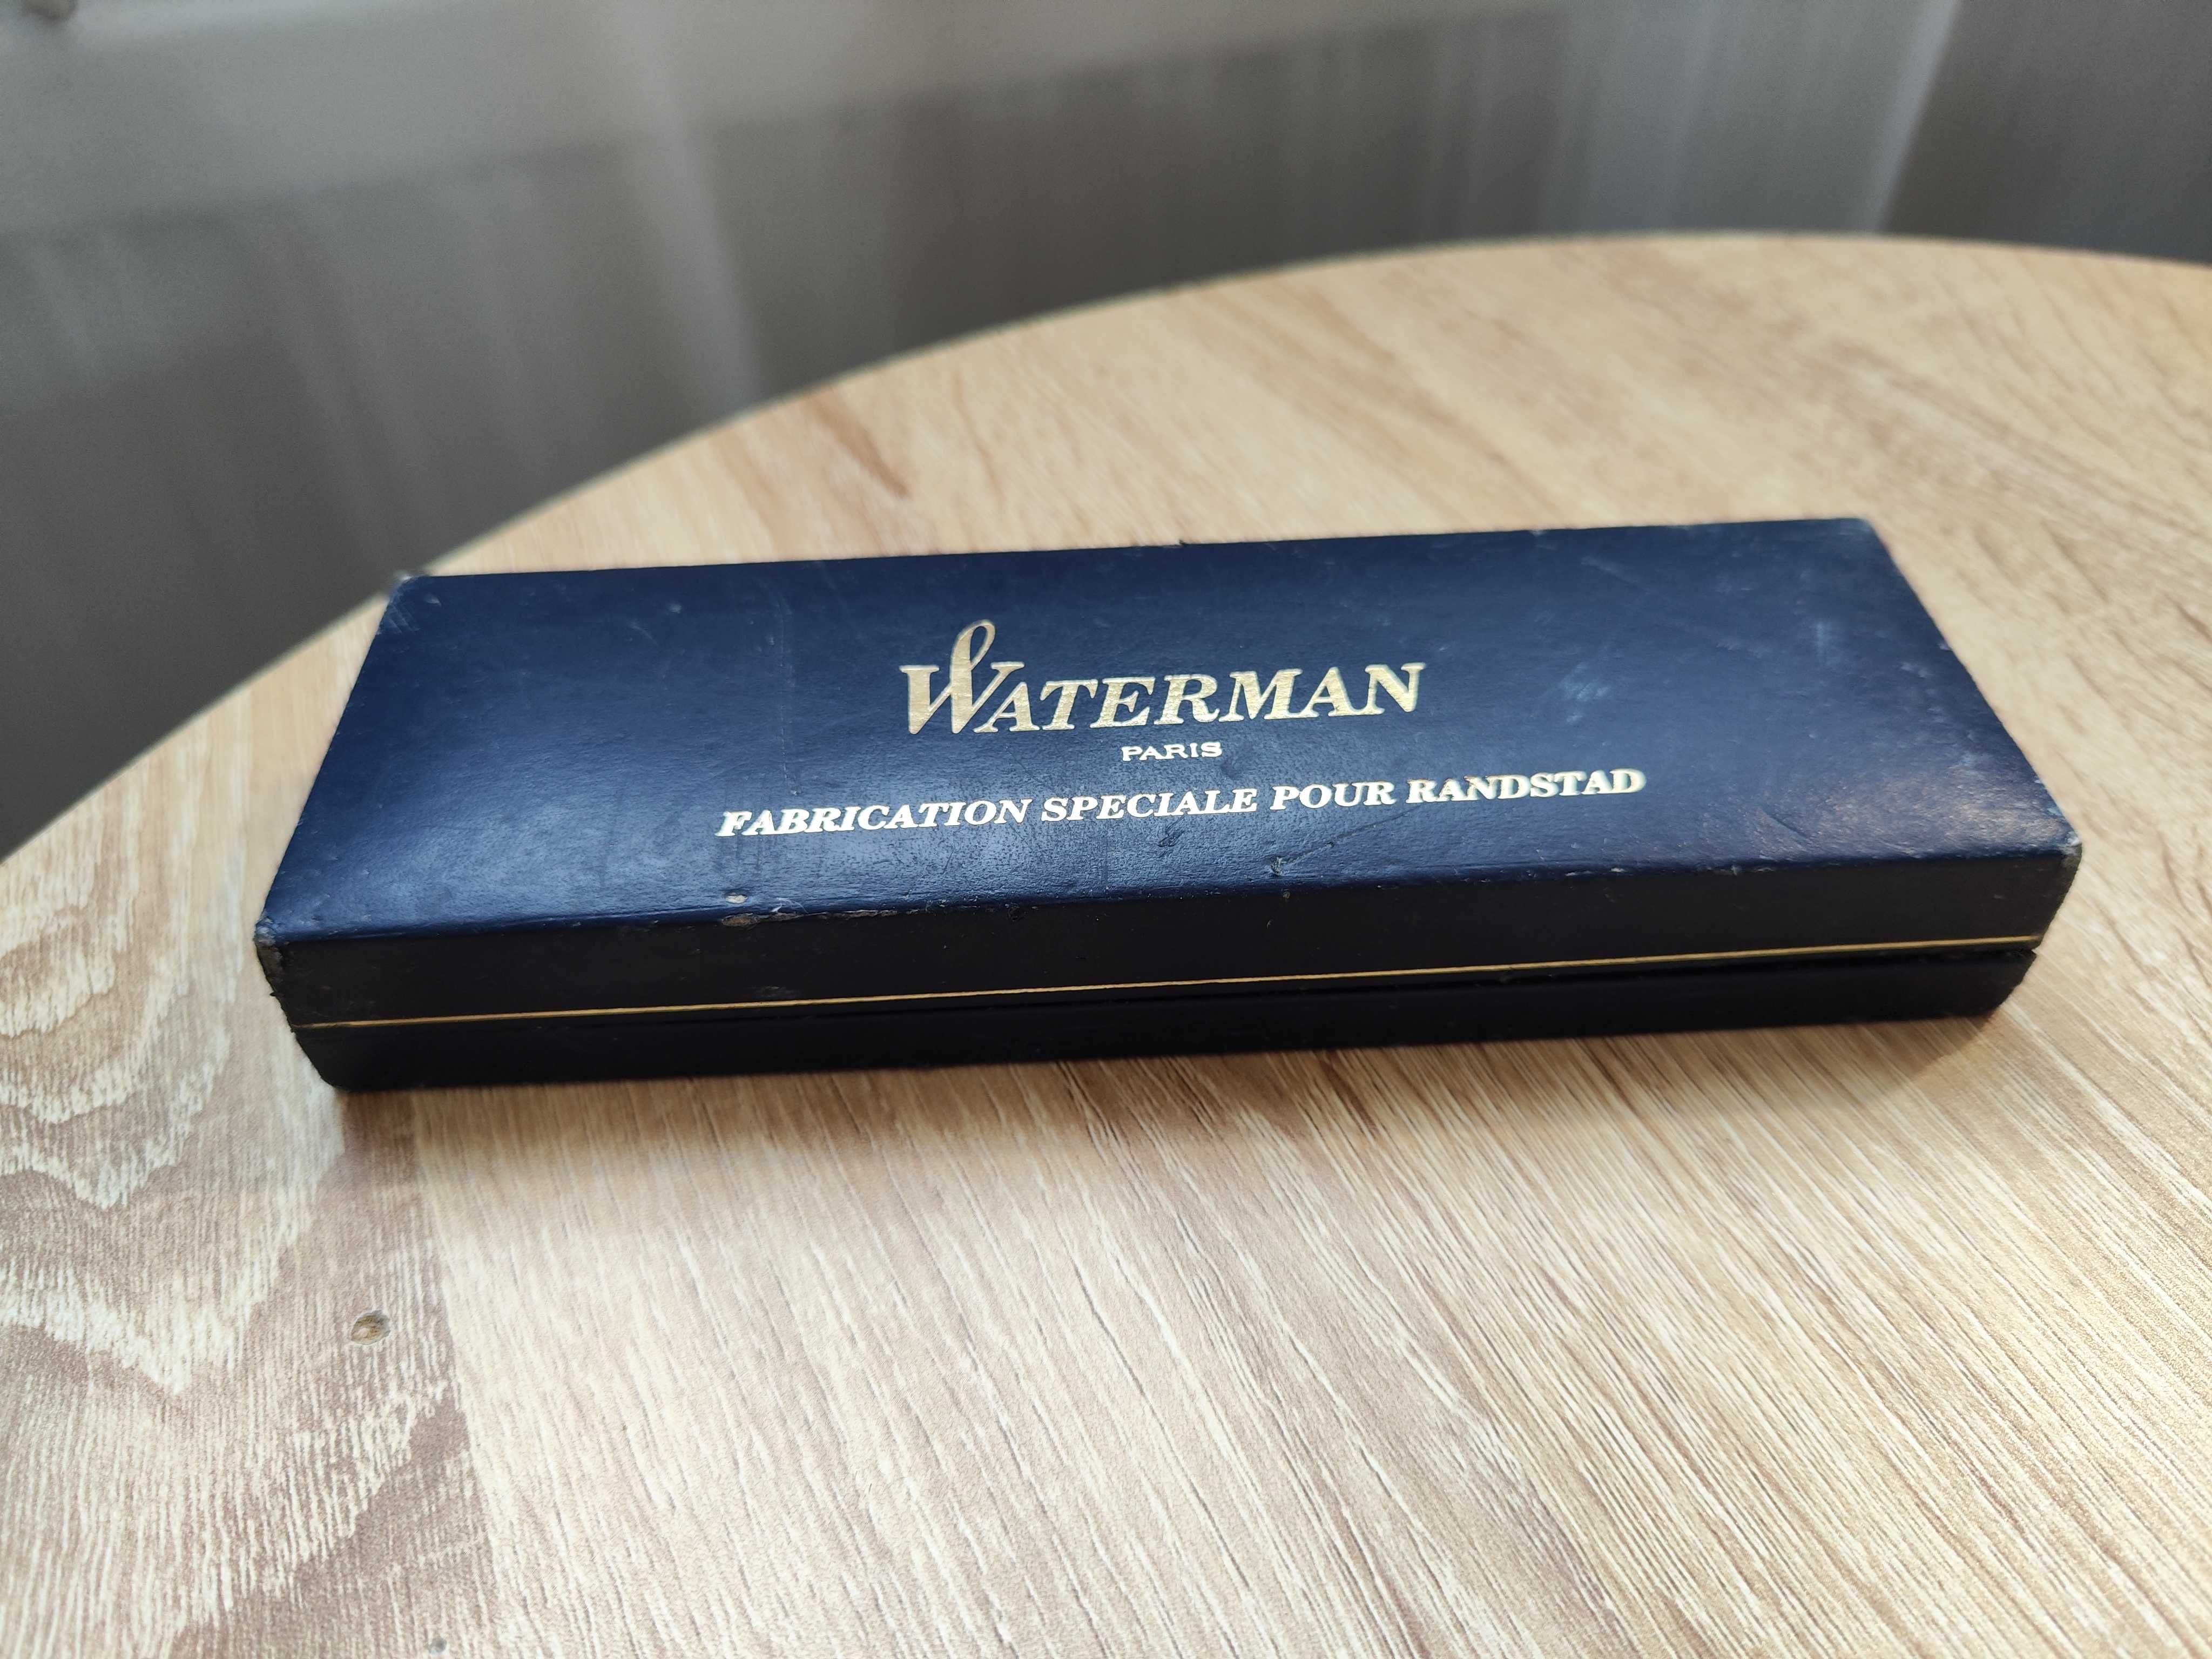 WATERMAN
PARIS
FABRICATION SPECIALE POUR RANDSTAD